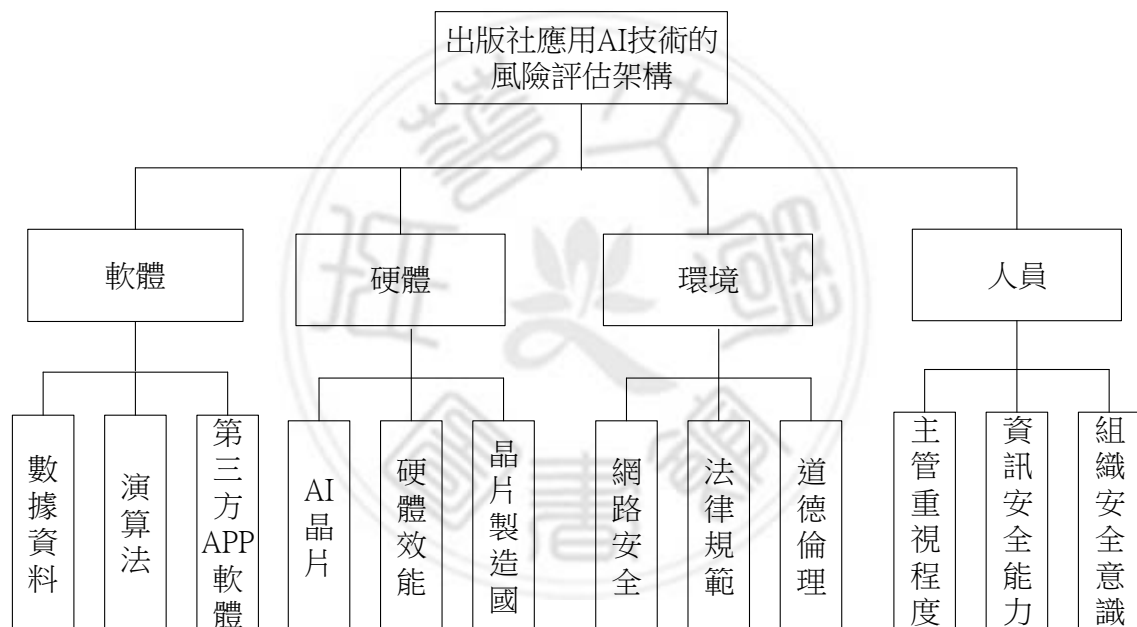 出版社應用AI技術的
風險評估架構
軟體
硬體
環境
人員
數據資料
演算法
第三方APP軟體
AI晶片
硬體效能
晶片製造國
網路安全
法律規範
道德倫理
主管重視程度
資訊安全能力
組織安全意識